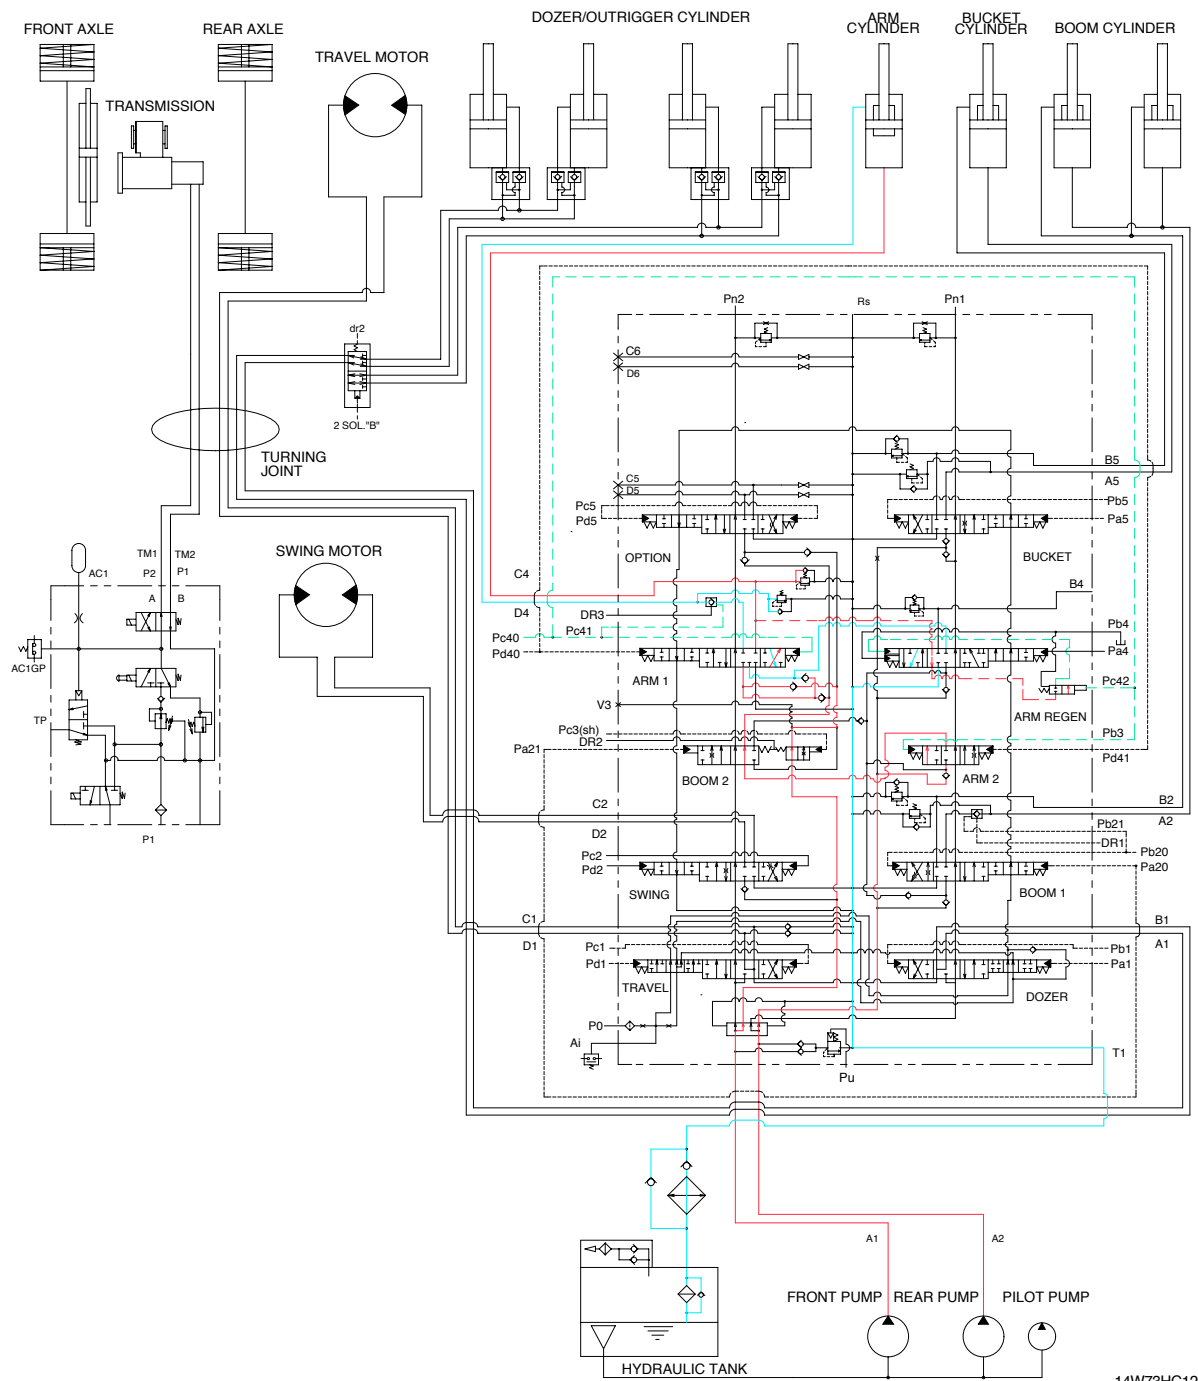 DOZER/OUTRIGGER CYLINDER
ARM
CYLINDER
BUCKET
CYLINDER
BOOM CYLINDER
FRONT AXLE
REAR AXLE
TRAVEL MOTOR
TRANSMISSION
Pn2
Rs
Pn1
dr2
C6
D6
2 SOL."B"
TURNING
JOINT
B5
A5
C5
D5
Pc5
Pd5
Pb5
Pa5
OPTION
BUCKET
SWING MOTOR
TM1
TM2
P2
P1
AC1
A
B
C4
D4
DR3
B4
Pb4
Pc40
Pc41
Pd40
Pa4
AC1GP
ARM 1
Pc42
ARM REGEN
TP
V3
Pc3(sh)
DR2
Pa21
Pb3
Pd41
BOOM 2
ARM 2
C2
D2
B2
A2
Pb21
DR1
P1
Pc2
Pd2
Pb20
Pa20
SWING
BOOM 1
C1
D1
B1
A1
Pc1
Pd1
Pb1
Pa1
TRAVEL
DOZER
P0
Ai
T1
Pu
A1
A2
FRONT PUMP
REAR PUMP
PILOT PUMP
HYDRAULIC TANK
14W73HC12